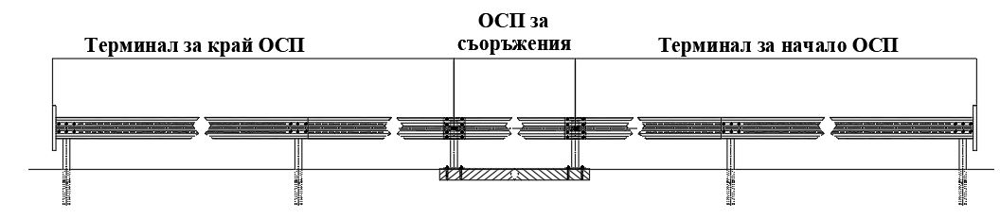 Терминал за край ОСП
ОСП за
съоръжения
Терминал за начало ОСП